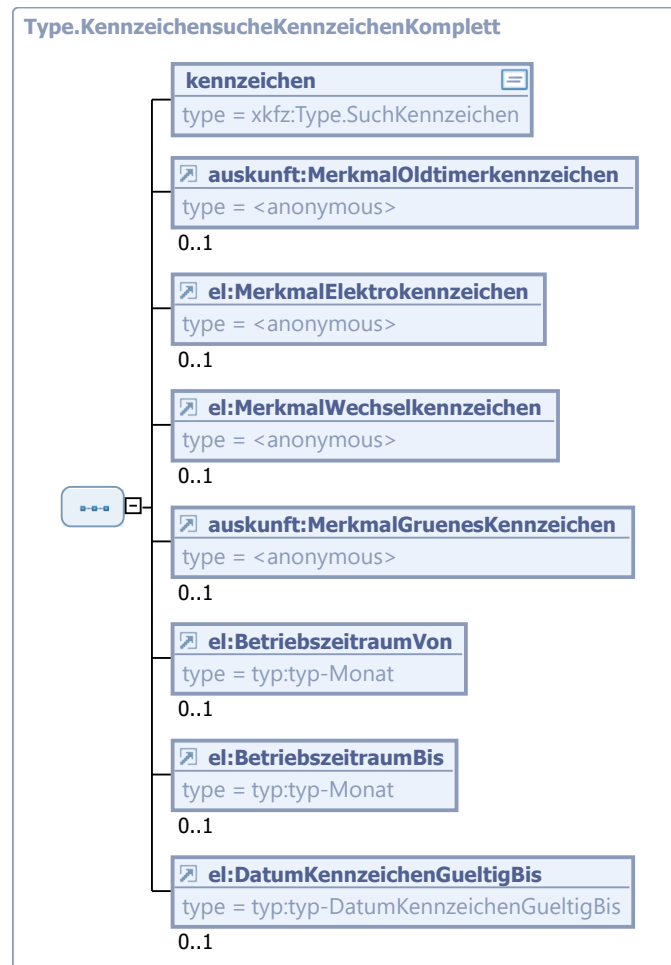 Type.KennzeichensucheKennzeichenKomplett
kennzeichen
type = xkfz:Type.SuchKennzeichen
auskunft:MerkmalOldtimerkennzeichen
type = <anonymous>
0..1
el:MerkmalElektrokennzeichen
type = <anonymous>
0..1
el:MerkmalWechselkennzeichen
type = <anonymous>
0..1
auskunft:MerkmalGruenesKennzeichen
type = <anonymous>
0..1
el:BetriebszeitraumVon
type = typ:typ-Monat
0..1
el:BetriebszeitraumBis
type = typ:typ-Monat
0..1
el:DatumKennzeichenGueltigBis
type = typ:typ-DatumKennzeichenGueltigBis
0..1